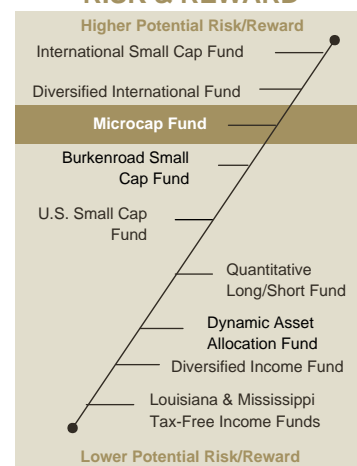 RISK & REWARD
Higher Potential Risk/Reward
International Small Cap Fund
Diversified International Fund
Microcap Fund
Burkenroad Small
Cap Fund
U.S. Small Cap
Fund
Quantitative
Long/Short Fund
Dynamic Asset
Allocation Fund
Diversified Income Fund
Louisiana & Mississippi
Tax-Free Income Funds
Lower Potential Risk/Reward